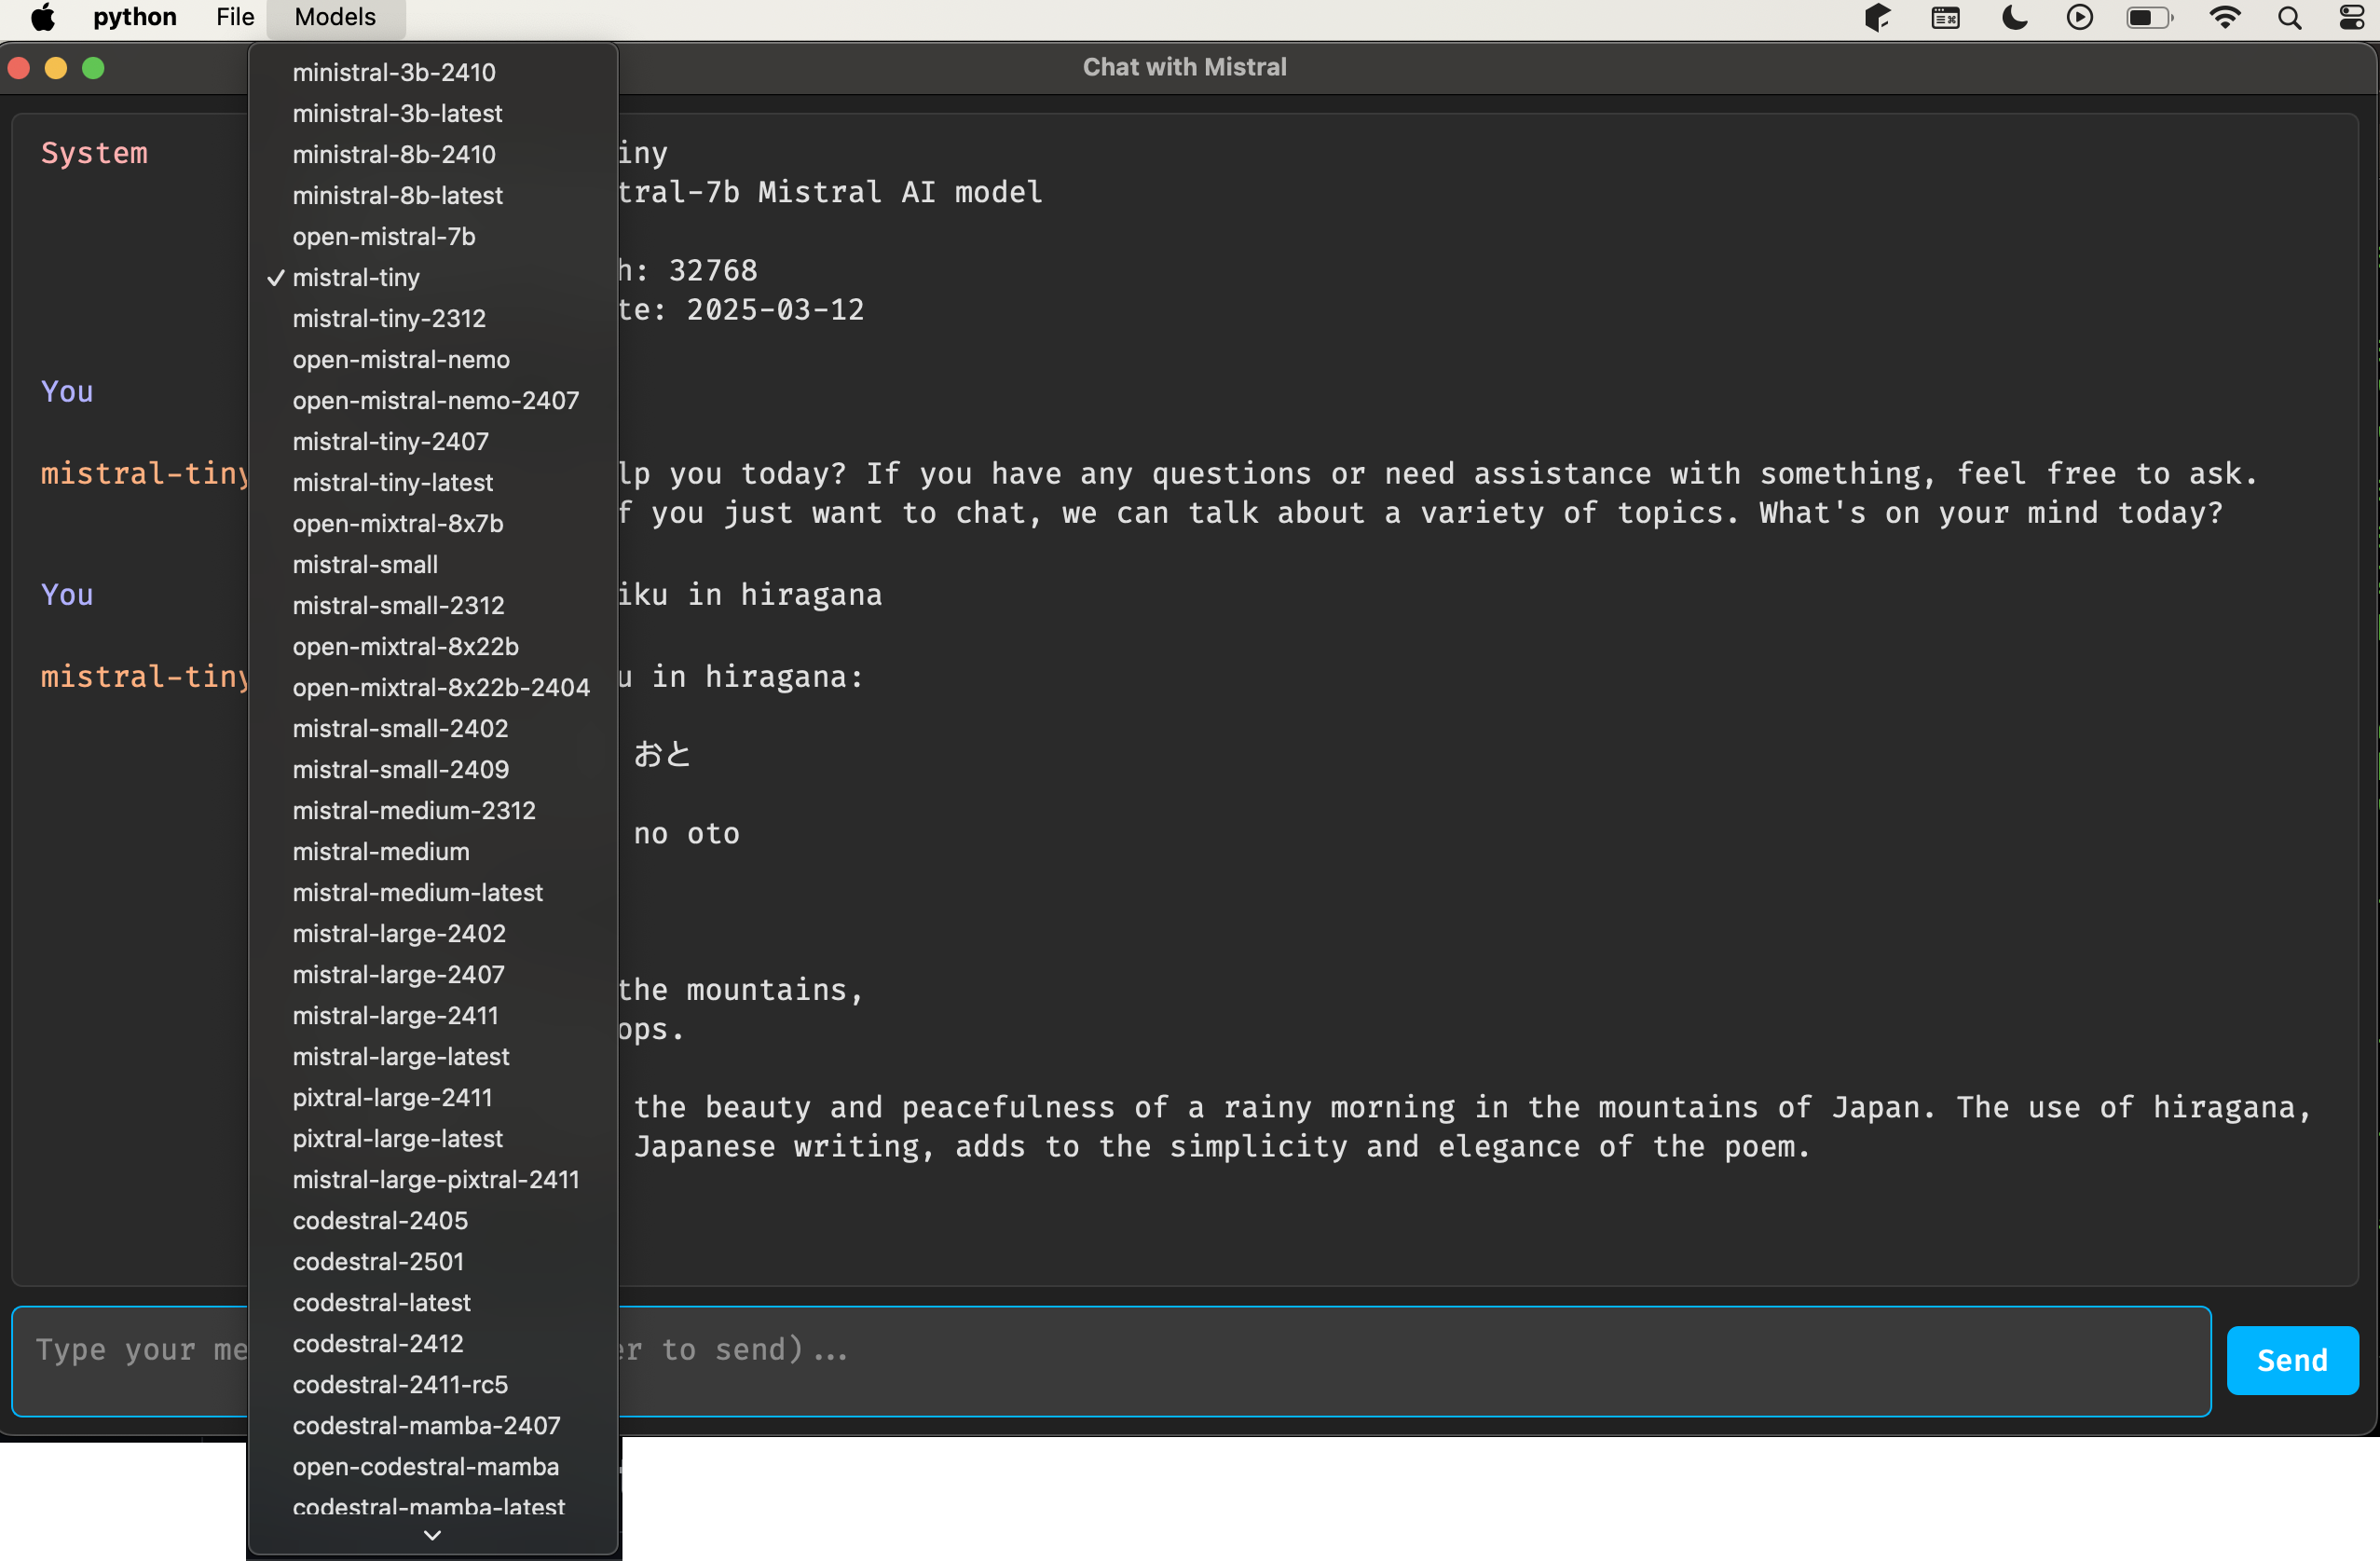 python File Models
Chat with Mistral
ministral-3b-2410
ministral-3b-latest
ministral-8b-2410
ministral-8b-latest
open-mistral-7b
✓ mistral-tiny
mistral-tiny-2312
open-mistral-nemo
open-mistral-nemo-2407
mistral-tiny-2407
mistral-tiny-latest
open-mixtral-8x7b
mistral-small
mistral-small-2312
open-mixtral-8x22b
open-mixtral-8x22b-2404
mistral-small-2402
mistral-small-2409
mistral-medium-2312
mistral-medium
mistral-medium-latest
mistral-large-2402
mistral-large-2407
mistral-large-2411
mistral-large-latest
pixtral-large-2411
pixtral-large-latest
mistral-large-pixtral-2411
codestral-2405
codestral-2501
codestral-latest
codestral-2412
codestral-2411-rc5
codestral-mamba-2407
open-codestral-mamba
codestral-mamba-latest
System
iny
tral-7b Mistral AI model
h: 32768
te: 2025-03-12
You
mistral-tiny
lp you today? If you have any questions or need assistance with something, feel free to ask.
f you just want to chat, we can talk about a variety of topics. What's on your mind today?
You
iku in hiragana
mistral-tiny
u in hiragana:
おと
no oto
the mountains,
ops.
the beauty and peacefulness of a rainy morning in the mountains of Japan. The use of hiragana,
Japanese writing, adds to the simplicity and elegance of the poem.
Type your me er to send)...
Send